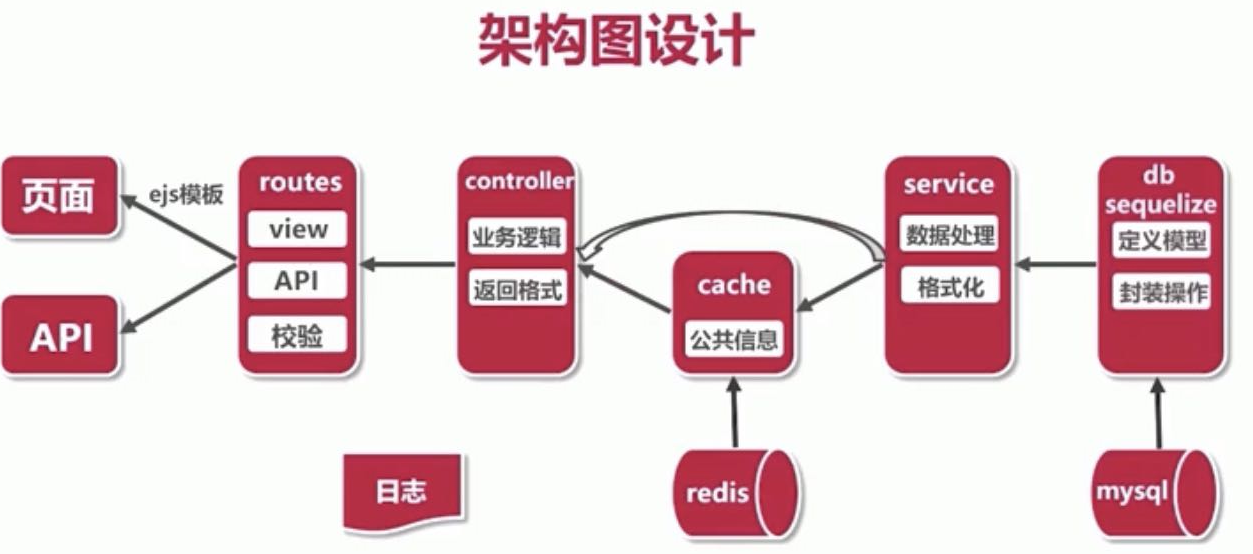 架构图设计
页面
API
ejs模板
routes
view
API
校验
controller
业务逻辑
返回格式
cache
公共信息
service
数据处理
格式化
db
sequelize
定义模型
封装操作
日志
redis
mysql